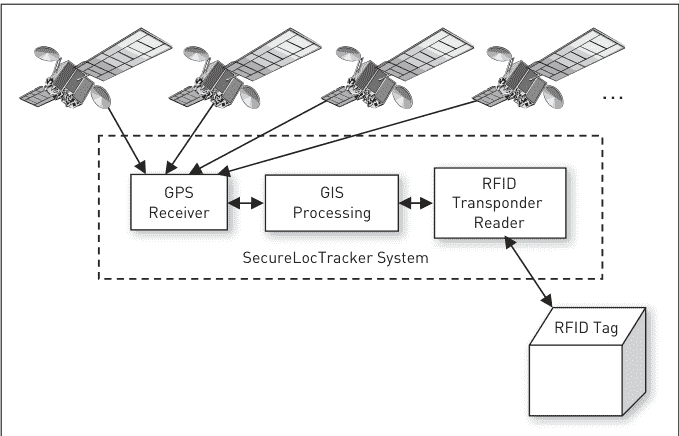 ...
GPS
Receiver
GIS
Processing
RFID
Transponder
Reader
SecureLocTracker System
RFID Tag